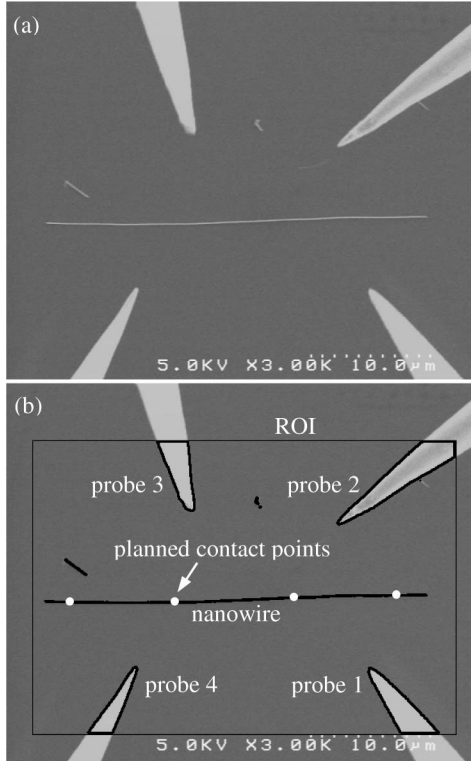 (a)
5.0KV X3.00K 10.0μm
(b)
ROI
probe 3
probe 2
planned contact points
nanowire
probe 4
probe 1
5.0KV X3.00K 10.0μm